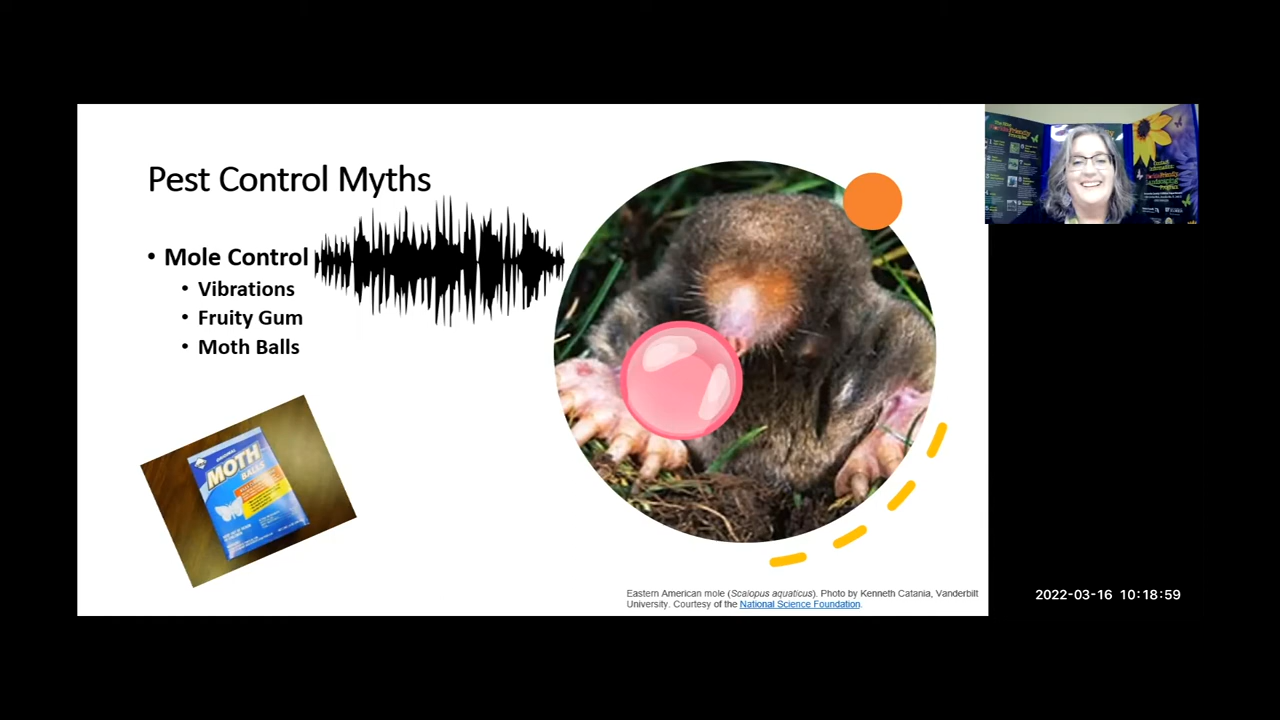 Pest Control Myths
• Mole Control
• Vibrations
• Fruity Gum
• Moth Balls
ORIGINAL
MOTH
BALLS
Eastern American mole (Scalopus aquaticus). Photo by Kenneth Catania, Vanderbilt
University. Courtesy of the National Science Foundation.
2022-03-16 10:18:59